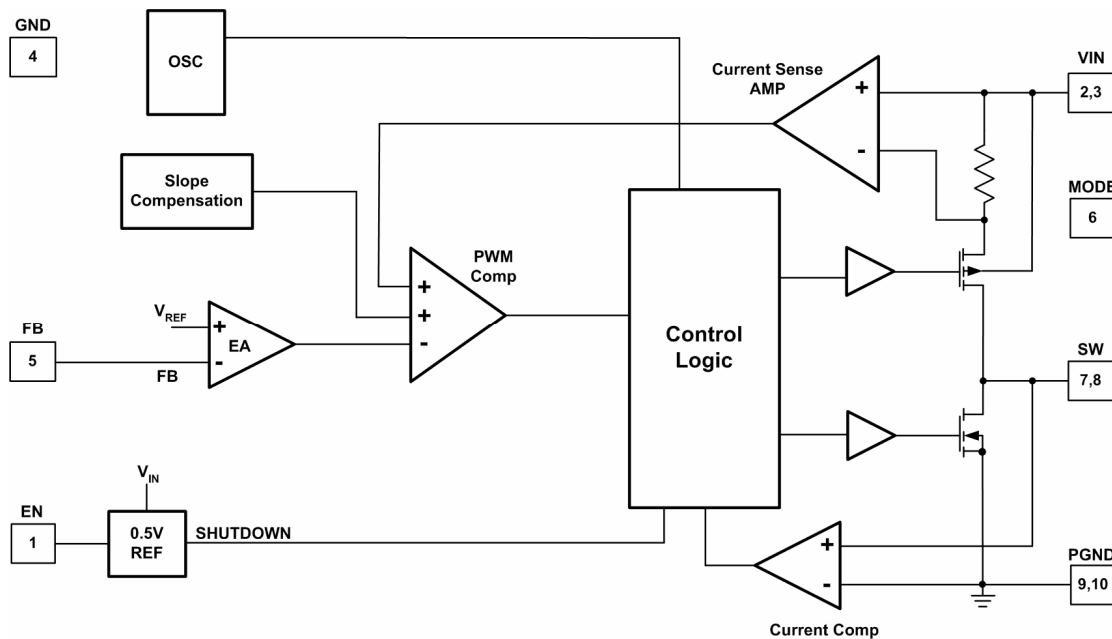 GND
4
OSC
Current Sense
AMP
+
-
VIN
2,3
Slope
Compensation
MODE
6
PWM
Comp
+
+
-
FB
5
VREF
+
EA
-
FB
Control
Logic
SW
7,8
VIN
EN
1
0.5V
REF
SHUTDOWN
+
-
Current Comp
PGND
9,10